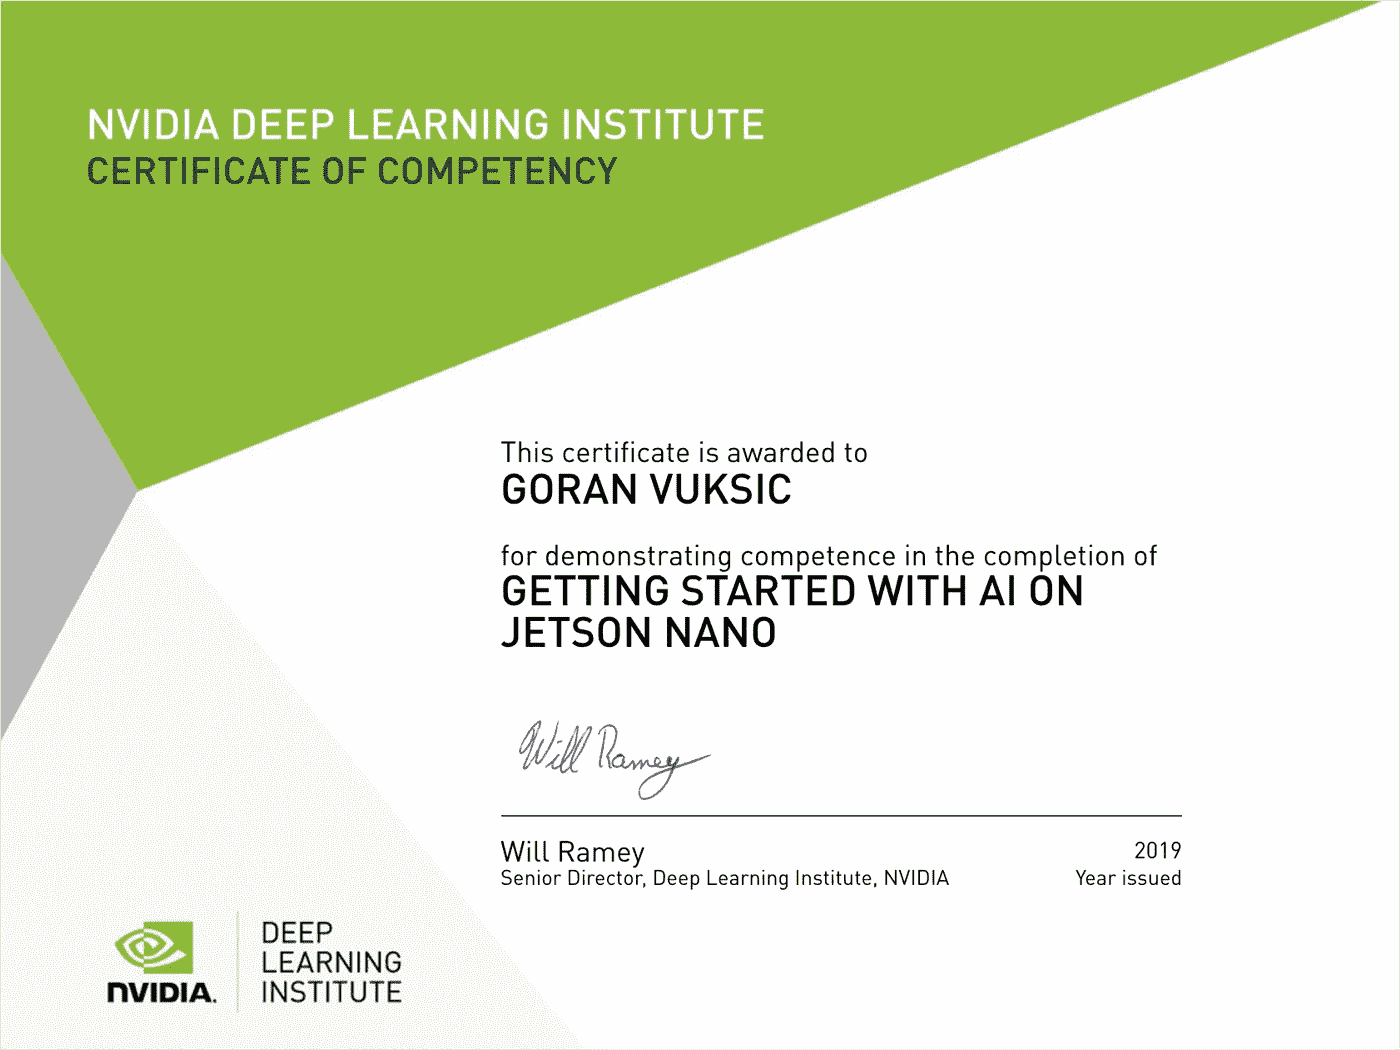 NVIDIA DEEP LEARNING INSTITUTE
CERTIFICATE OF COMPETENCY
This certificate is awarded to
GORAN VUKSIC
for demonstrating competence in the completion of
GETTING STARTED WITH AI ON
JETSON NANO
Will Ramey
Will Ramey
Senior Director, Deep Learning Institute, NVIDIA
2019
Year issued
NVIDIA.
DEEP
LEARNING
INSTITUTE